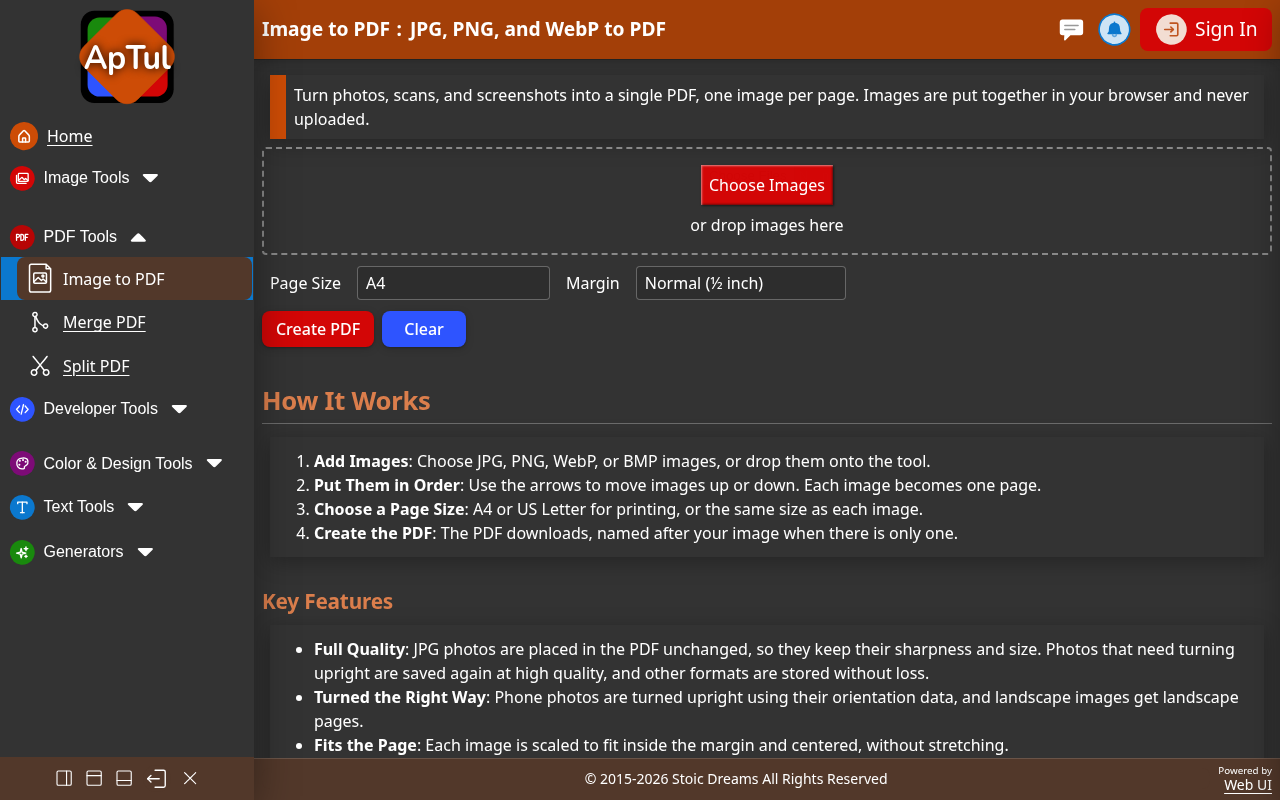 ApTul
Home
Image Tools
PDF
PDF Tools
Image to PDF
Merge PDF
Split PDF
Developer Tools
Color & Design Tools
Text Tools
Generators
Image to PDF : JPG, PNG, and WebP to PDF
Sign In
Turn photos, scans, and screenshots into a single PDF, one image per page. Images are put together in your browser and never
uploaded.
Choose Images
or drop images here
Page Size A4 Margin Normal (½ inch)
Create PDF Clear
How It Works
1. Add Images: Choose JPG, PNG, WebP, or BMP images, or drop them onto the tool.
2. Put Them in Order: Use the arrows to move images up or down. Each image becomes one page.
3. Choose a Page Size: A4 or US Letter for printing, or the same size as each image.
4. Create the PDF: The PDF downloads, named after your image when there is only one.
Key Features
• Full Quality: JPG photos are placed in the PDF unchanged, so they keep their sharpness and size. Photos that need turning
upright are saved again at high quality, and other formats are stored without loss.
• Turned the Right Way: Phone photos are turned upright using their orientation data, and landscape images get landscape
pages.
• Fits the Page: Each image is scaled to fit inside the margin and centered, without stretching.
© 2015-2026 Stoic Dreams All Rights Reserved
Powered by
Web UI